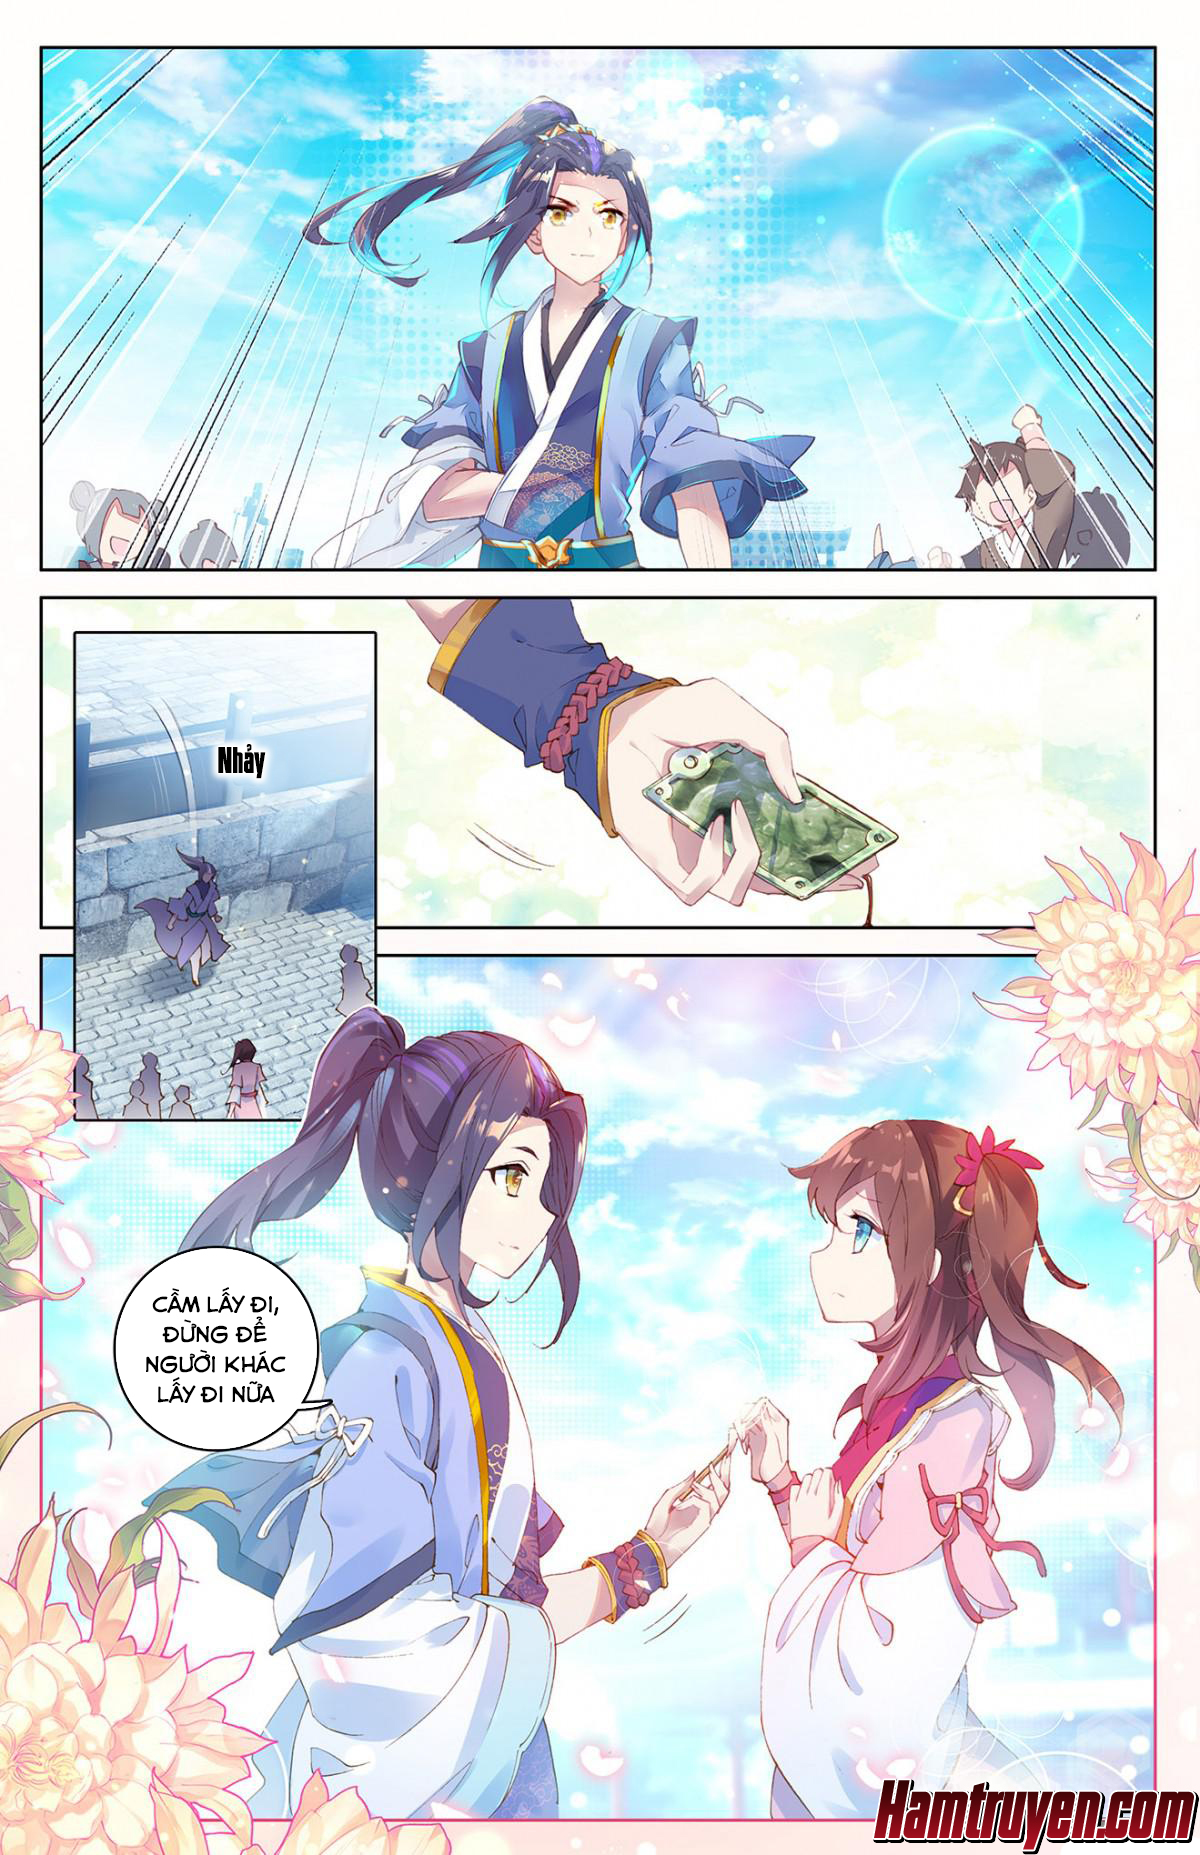 Nhảy
CẦM LẤY ĐI,
ĐỪNG ĐỂ
NGƯỜI KHÁC
LẤY ĐI NỮA
Hamtruyen.com